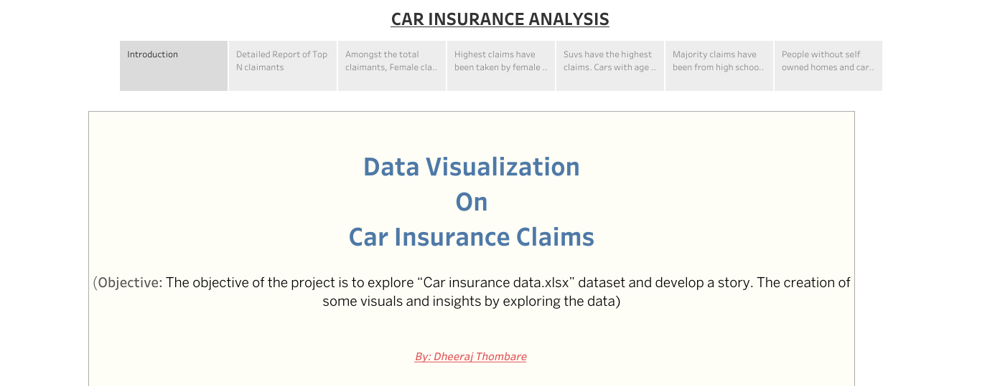 CAR INSURANCE ANALYSIS
Introduction
Detailed Report of Top
N claimants
Amongst the total
claimants, Female cla..
Highest claims have
been taken by female ..
Suvs have the highest
claims. Cars with age ..
Majority claims have
been from high schoo..
People without self
owned homes and car..
Data Visualization
On
Car Insurance Claims
(Objective: The objective of the project is to explore “Car insurance data.xlsx” dataset and develop a story. The creation of
some visuals and insights by exploring the data)
By: Dheeraj Thombare